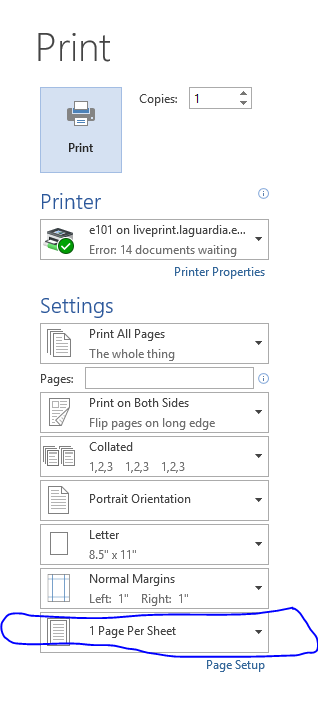 Print
Copies: 1
Print
Printer
e101 on liveprint.laguardia.e...
Error: 14 documents waiting
Printer Properties
Settings
Print All Pages
The whole thing
Pages:
Print on Both Sides
Flip pages on long edge
Collated
1,2,3 1,2,3 1,2,3
Portrait Orientation
Letter
8.5" x 11"
Normal Margins
Left: 1" Right: 1"
1 Page Per Sheet
Page Setup